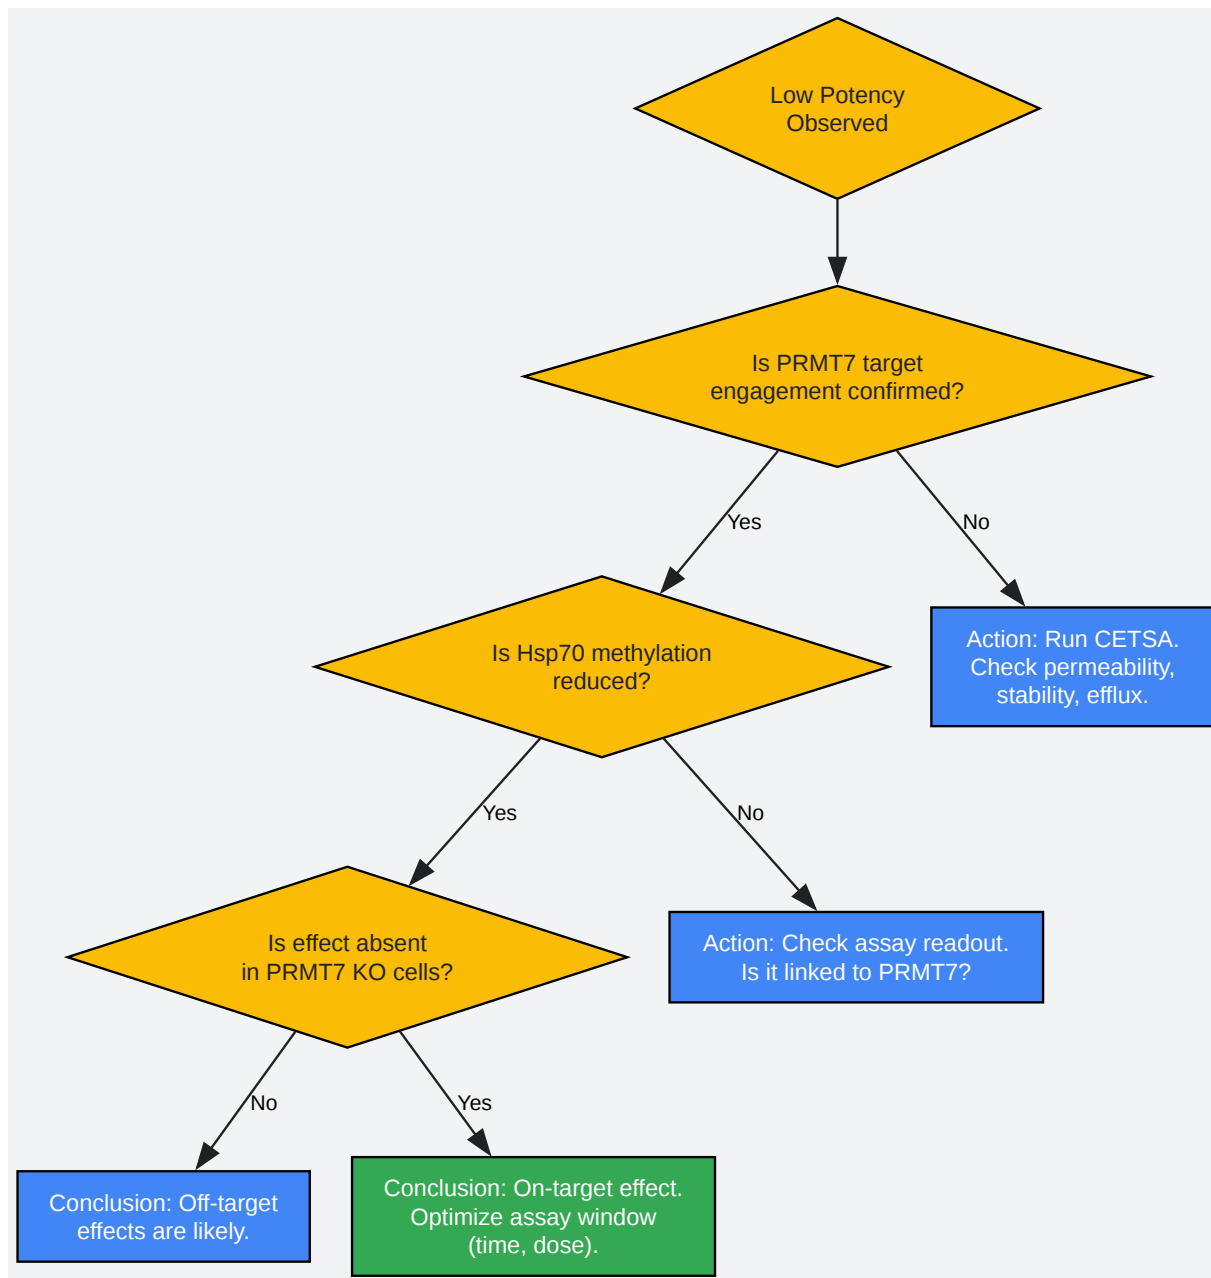 Low Potency
Observed
Is PRMT7 target
engagement confirmed?
Yes
No
Is Hsp70 methylation
reduced?
Action: Run CETSA.
Check permeability,
stability, efflux.
Yes
No
Is effect absent
in PRMT7 KO cells?
Action: Check assay readout.
Is it linked to PRMT7?
No
Yes
Conclusion: Off-target
effects are likely.
Conclusion: On-target effect.
Optimize assay window
(time, dose).